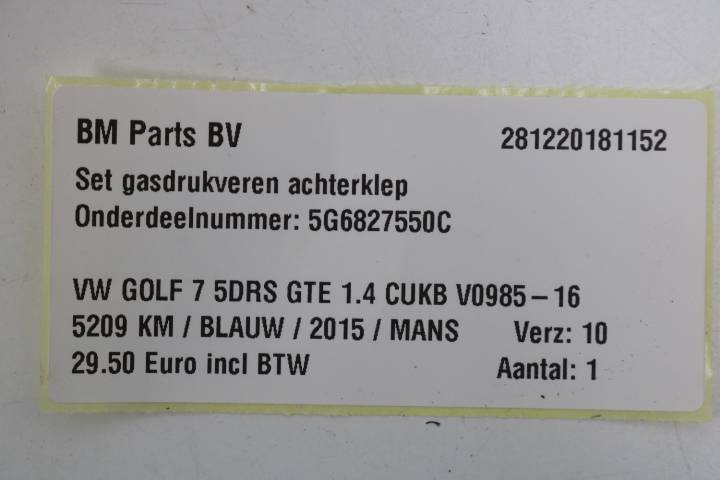 BM Parts BV 281220181152
Set gasdrukveren achterklep
Onderdeelnummer: 5G6827550C
VW GOLF 7 5DRS GTE 1.4 CUKB V0985-16
5209 KM / BLAUW / 2015 / MANS Verz: 10
29.50 Euro incl BTW Aantal: 1